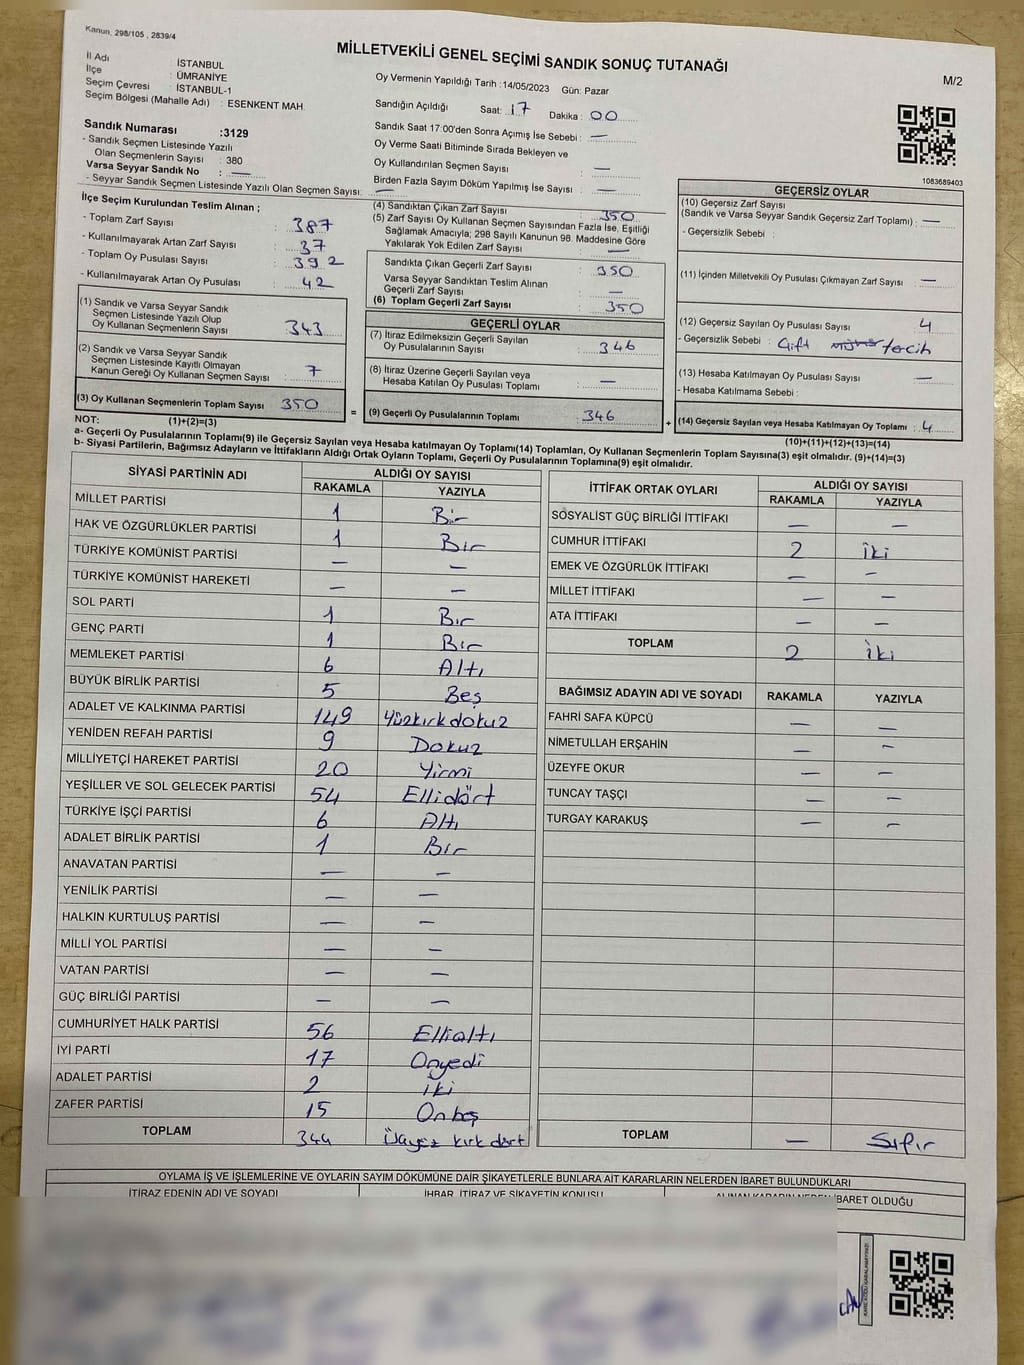 Kanun, 298/105 , 2839/4
MİLLETVEKİLİ GENEL SEÇİMİ SANDIK SONUÇ TUTANAĞI
M/2
İl Adı : İSTANBUL
İlçe : ÜMRANİYE
Seçim Çevresi : İSTANBUL-1
Seçim Bölgesi (Mahalle Adı) : ESENKENT MAH.
Oy Vermenin Yapıldığı Tarih :14/05/2023 Gün: Pazar
Sandığın Açıldığı Saat: 17 Dakika : 00
Sandık Saat 17:00'den Sonra Açımış İse Sebebi : —
Oy Verme Saati Bitiminde Sırada Bekleyen ve
Oy Kullandırılan Seçmen Sayısı : —
Birden Fazla Sayım Döküm Yapılmış İse Sayısı : —
Sandık Numarası :3129
- Sandık Seçmen Listesinde Yazılı
Olan Seçmenlerin Sayısı : 380
Varsa Seyyar Sandık No : —
- Seyyar Sandık Seçmen Listesinde Yazılı Olan Seçmen Sayısı: —
1083689403
İlçe Seçim Kurulundan Teslim Alınan ;
- Toplam Zarf Sayısı : 387
- Kullanılmayarak Artan Zarf Sayısı : 37
- Toplam Oy Pusulası Sayısı : 392
- Kullanılmayarak Artan Oy Pusulası : 42
(1) Sandık ve Varsa Seyyar Sandık
Seçmen Listesinde Yazılı Olup
Oy Kullanan Seçmenlerin Sayısı : 343
(2) Sandık ve Varsa Seyyar Sandık
Seçmen Listesinde Kayıtlı Olmayan
Kanun Gereği Oy Kullanan Seçmen Sayısı : 7
(3) Oy Kullanan Seçmenlerin Toplam Sayısı : 350
(1)+(2)=(3)
(4) Sandıktan Çıkan Zarf Sayısı : 350
(5) Zarf Sayısı Oy Kullanan Seçmen Sayısından Fazla İse, Eşitliği
Sağlamak Amacıyla; 298 Sayılı Kanunun 98. Maddesine Göre
Yakılarak Yok Edilen Zarf Sayısı : —
Sandıkta Çıkan Geçerli Zarf Sayısı : 350
Varsa Seyyar Sandıktan Teslim Alınan
Geçerli Zarf Sayısı : —
(6) Toplam Geçerli Zarf Sayısı : 350
GEÇERLİ OYLAR
(7) İtiraz Edilmeksizin Geçerli Sayılan
Oy Pusulalarının Sayısı : 346
(8) İtiraz Üzerine Geçerli Sayılan veya
Hesaba Katılan Oy Pusulası Toplamı : —
= (9) Geçerli Oy Pusulalarının Toplamı : 346
GEÇERSİZ OYLAR
(10) Geçersiz Zarf Sayısı
(Sandık ve Varsa Seyyar Sandık Geçersiz Zarf Toplamı) : —
- Geçersizlik Sebebi :
(11) İçinden Milletvekili Oy Pusulası Çıkmayan Zarf Sayısı : —
(12) Geçersiz Sayılan Oy Pusulası Sayısı : 4
- Geçersizlik Sebebi : Çift tecih
(13) Hesaba Katılmayan Oy Pusulası Sayısı : —
- Hesaba Katılmama Sebebi :
+ (14) Geçersiz Sayılan veya Hesaba Katılmayan Oy Toplamı : 4
(10)+(11)+(12)+(13)=(14)
NOT:
a- Geçerli Oy Pusulalarının Toplamı(9) ile Geçersiz Sayılan veya Hesaba katılmayan Oy Toplamı(14) Toplamları, Oy Kullanan Seçmenlerin Toplam Sayısına(3) eşit olmalıdır. (9)+(14)=(3)
b- Siyasi Partilerin, Bağımsız Adayların ve İttifakların Aldığı Ortak Oyların Toplamı, Geçerli Oy Pusulalarının Toplamına(9) eşit olmalıdır.
SİYASİ PARTİNİN ADI ALDIĞI OY SAYISI
RAKAMLA YAZIYLA
MİLLET PARTİSİ 1 Bir
HAK VE ÖZGÜRLÜKLER PARTİSİ 1 Bir
TÜRKİYE KOMÜNİST PARTİSİ — —
TÜRKİYE KOMÜNİST HAREKETİ — —
SOL PARTİ 1 Bir
GENÇ PARTİ 1 Bir
MEMLEKET PARTİSİ 6 Altı
BÜYÜK BİRLİK PARTİSİ 5 Beş
ADALET VE KALKINMA PARTİSİ 149 Yüzkırkdokuz
YENİDEN REFAH PARTİSİ 9 Dokuz
MİLLİYETÇİ HAREKET PARTİSİ 20 Yirmi
YEŞİLLER VE SOL GELECEK PARTİSİ 54 Ellidört
TÜRKİYE İŞÇİ PARTİSİ 6 Altı
ADALET BİRLİK PARTİSİ 1 Bir
ANAVATAN PARTİSİ — —
YENİLİK PARTİSİ — —
HALKIN KURTULUŞ PARTİSİ — —
MİLLİ YOL PARTİSİ — —
VATAN PARTİSİ — —
GÜÇ BİRLİĞİ PARTİSİ — —
CUMHURİYET HALK PARTİSİ 56 Ellialtı
İYİ PARTİ 17 Onyedi
ADALET PARTİSİ 2 iki
ZAFER PARTİSİ 15 Onbeş
TOPLAM 344 Üçyüz kırk dört
İTTİFAK ORTAK OYLARI ALDIĞI OY SAYISI
RAKAMLA YAZIYLA
SOSYALİST GÜÇ BİRLİĞİ İTTİFAKI — —
CUMHUR İTTİFAKI 2 iki
EMEK VE ÖZGÜRLÜK İTTİFAKI — —
MİLLET İTTİFAKI — —
ATA İTTİFAKI — —
TOPLAM 2 iki
BAĞIMSIZ ADAYIN ADI VE SOYADI RAKAMLA YAZIYLA
FAHRİ SAFA KÜPCÜ — —
NİMETULLAH ERŞAHİN — —
ÜZEYFE OKUR — —
TUNCAY TAŞÇI — —
TURGAY KARAKUŞ — —
TOPLAM — Sıfır
OYLAMA İŞ VE İŞLEMLERİNE VE OYLARIN SAYIM DÖKÜMÜNE DAİR ŞİKAYETLERLE BUNLARA AİT KARARLARIN NELERDEN İBARET BULUNDUKLARI
İTİRAZ EDENİN ADI VE SOYADI İHBAR, İTİRAZ VE ŞİKAYETİN KONUSU ALINAN KARARIN NEDEN İBARET OLDUĞU